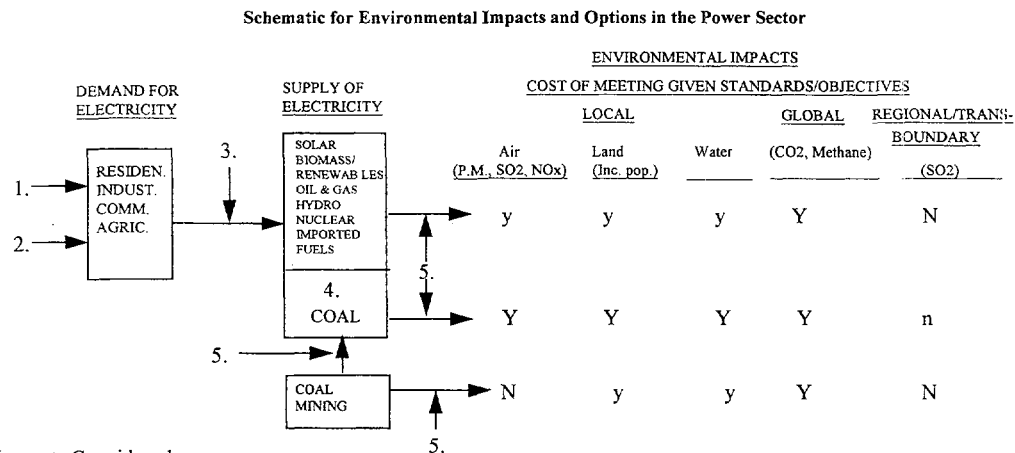 Schematic for Environmental Impacts and Options in the Power Sector
ENVIRONMENTAL IMPACTS
COST OF MEETING GIVEN STANDARDS/OBJECTIVES
DEMAND FOR
ELECTRICITY
SUPPLY OF
ELECTRICITY
LOCAL
GLOBAL
REGIONAL/TRANS-
BOUNDARY
Air
(P.M., SO2, NOx)
Land
(Inc. pop.)
Water
(CO2, Methane)
(SO2)
1.
2.
RESIDEN.
INDUST.
COMM.
AGRIC.
3.
SOLAR
BIOMASS/
RENEWAB LES
OIL & GAS
HYDRO
NUCLEAR
IMPORTED
FUELS
y y y Y N
5.
4.
COAL
Y Y Y Y n
5.
COAL
MINING
N y y Y N
5.